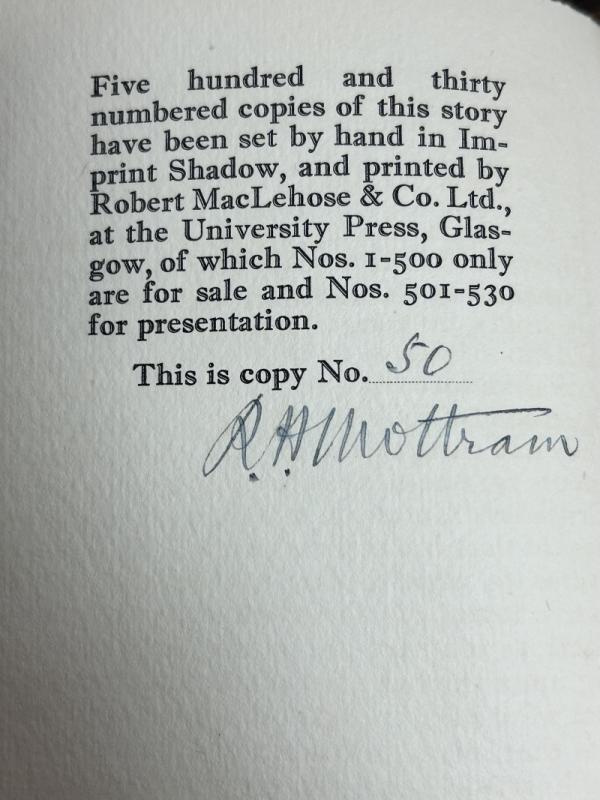 Five hundred and thirty
numbered copies of this story
have been set by hand in Im-
print Shadow, and printed by
Robert MacLehose & Co. Ltd.,
at the University Press, Glas-
gow, of which Nos. 1-500 only
are for sale and Nos. 501-530
for presentation.
This is copy No. 50
R. H. Mottram